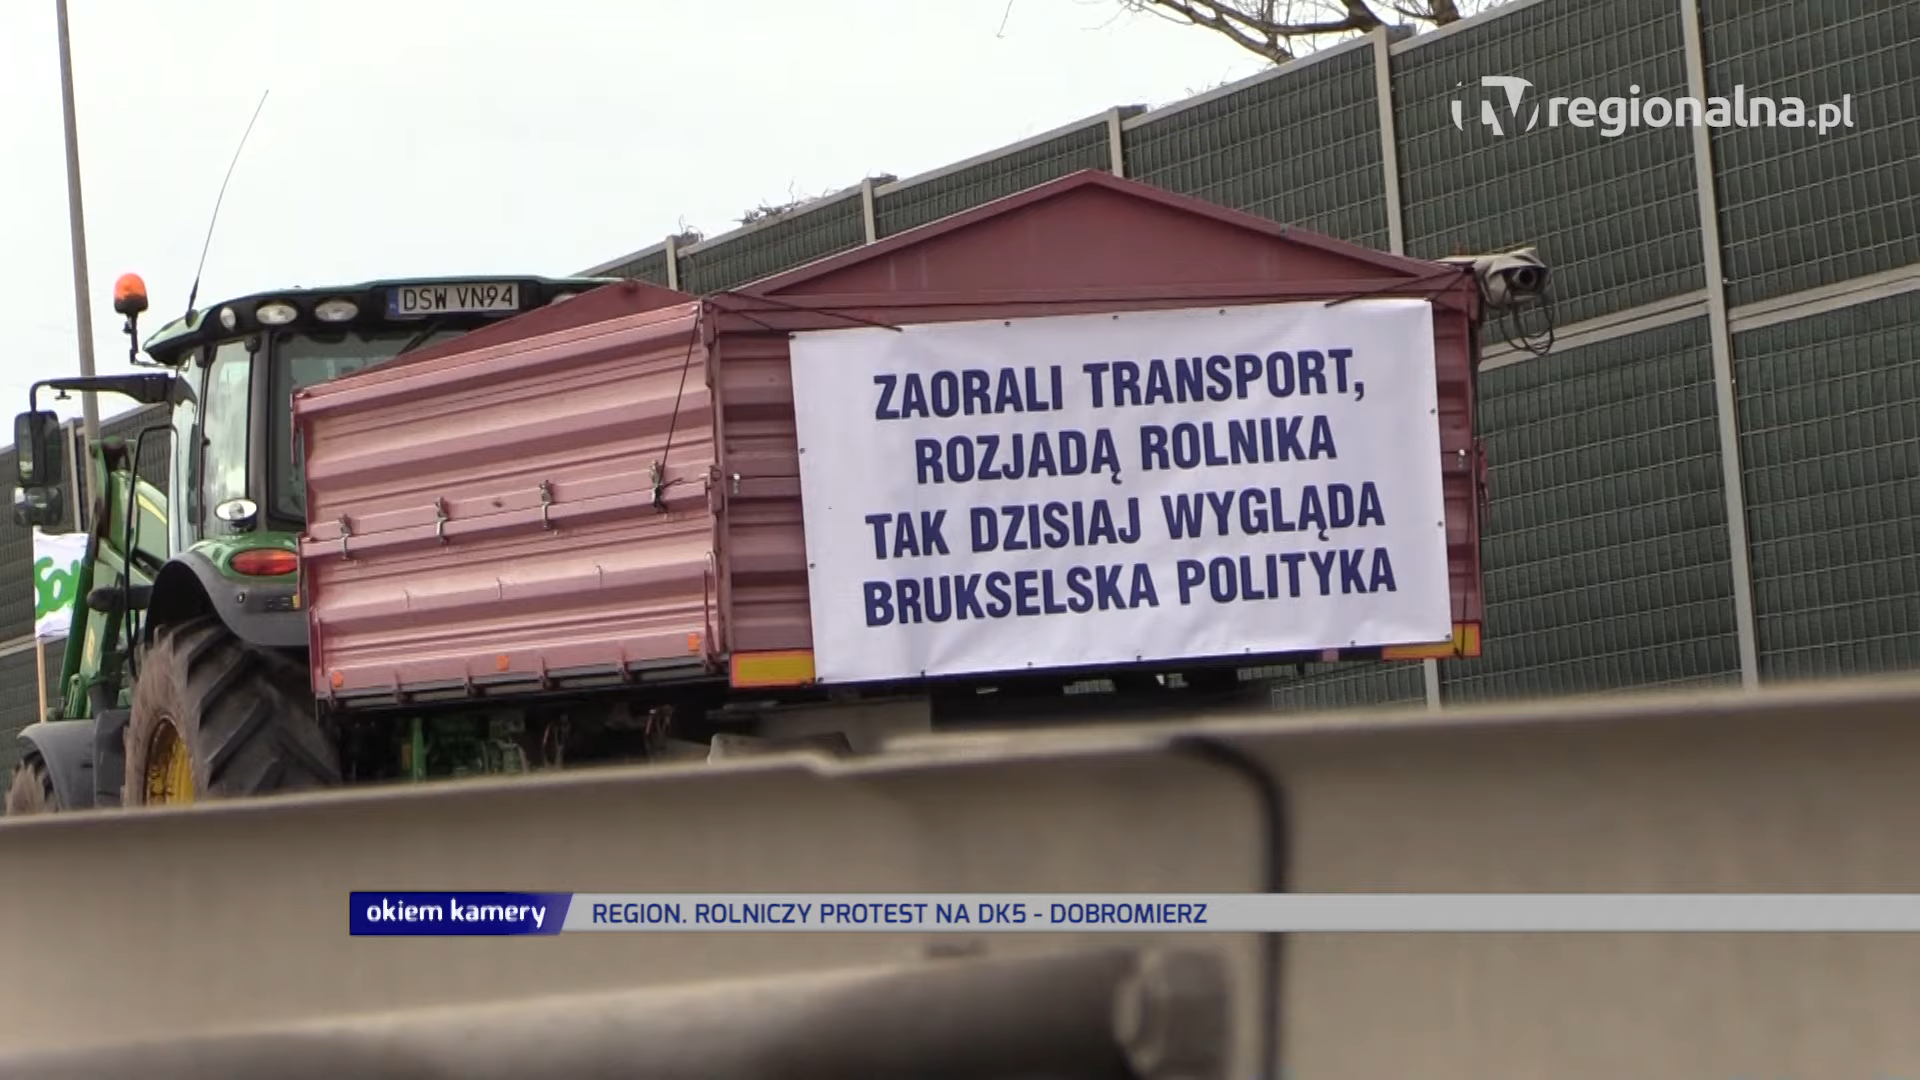 regionalna.pl
DSW VN94
ZAORALI TRANSPORT,
ROZJADĄ ROLNIKA
TAK DZISIAJ WYGLĄDA
BRUKSELSKA POLITYKA
okiem kamery
REGION. ROLNICZY PROTEST NA DK5 - DOBROMIERZ